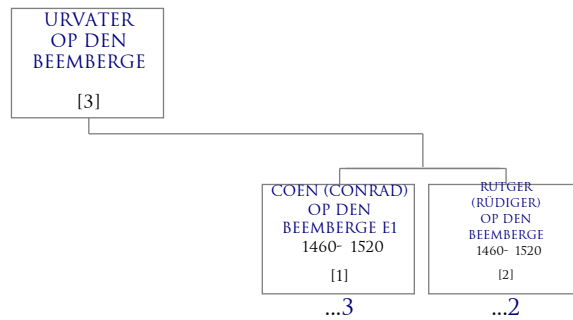 URVATER
OP DEN
BEEMBERGE
[3]
COEN (CONRAD)
OP DEN
BEEMBERGE E1
1460- 1520
[1]
...3
RUTGER
(RÜDIGER)
OP DEN
BEEMBERGE
1460- 1520
[2]
...2